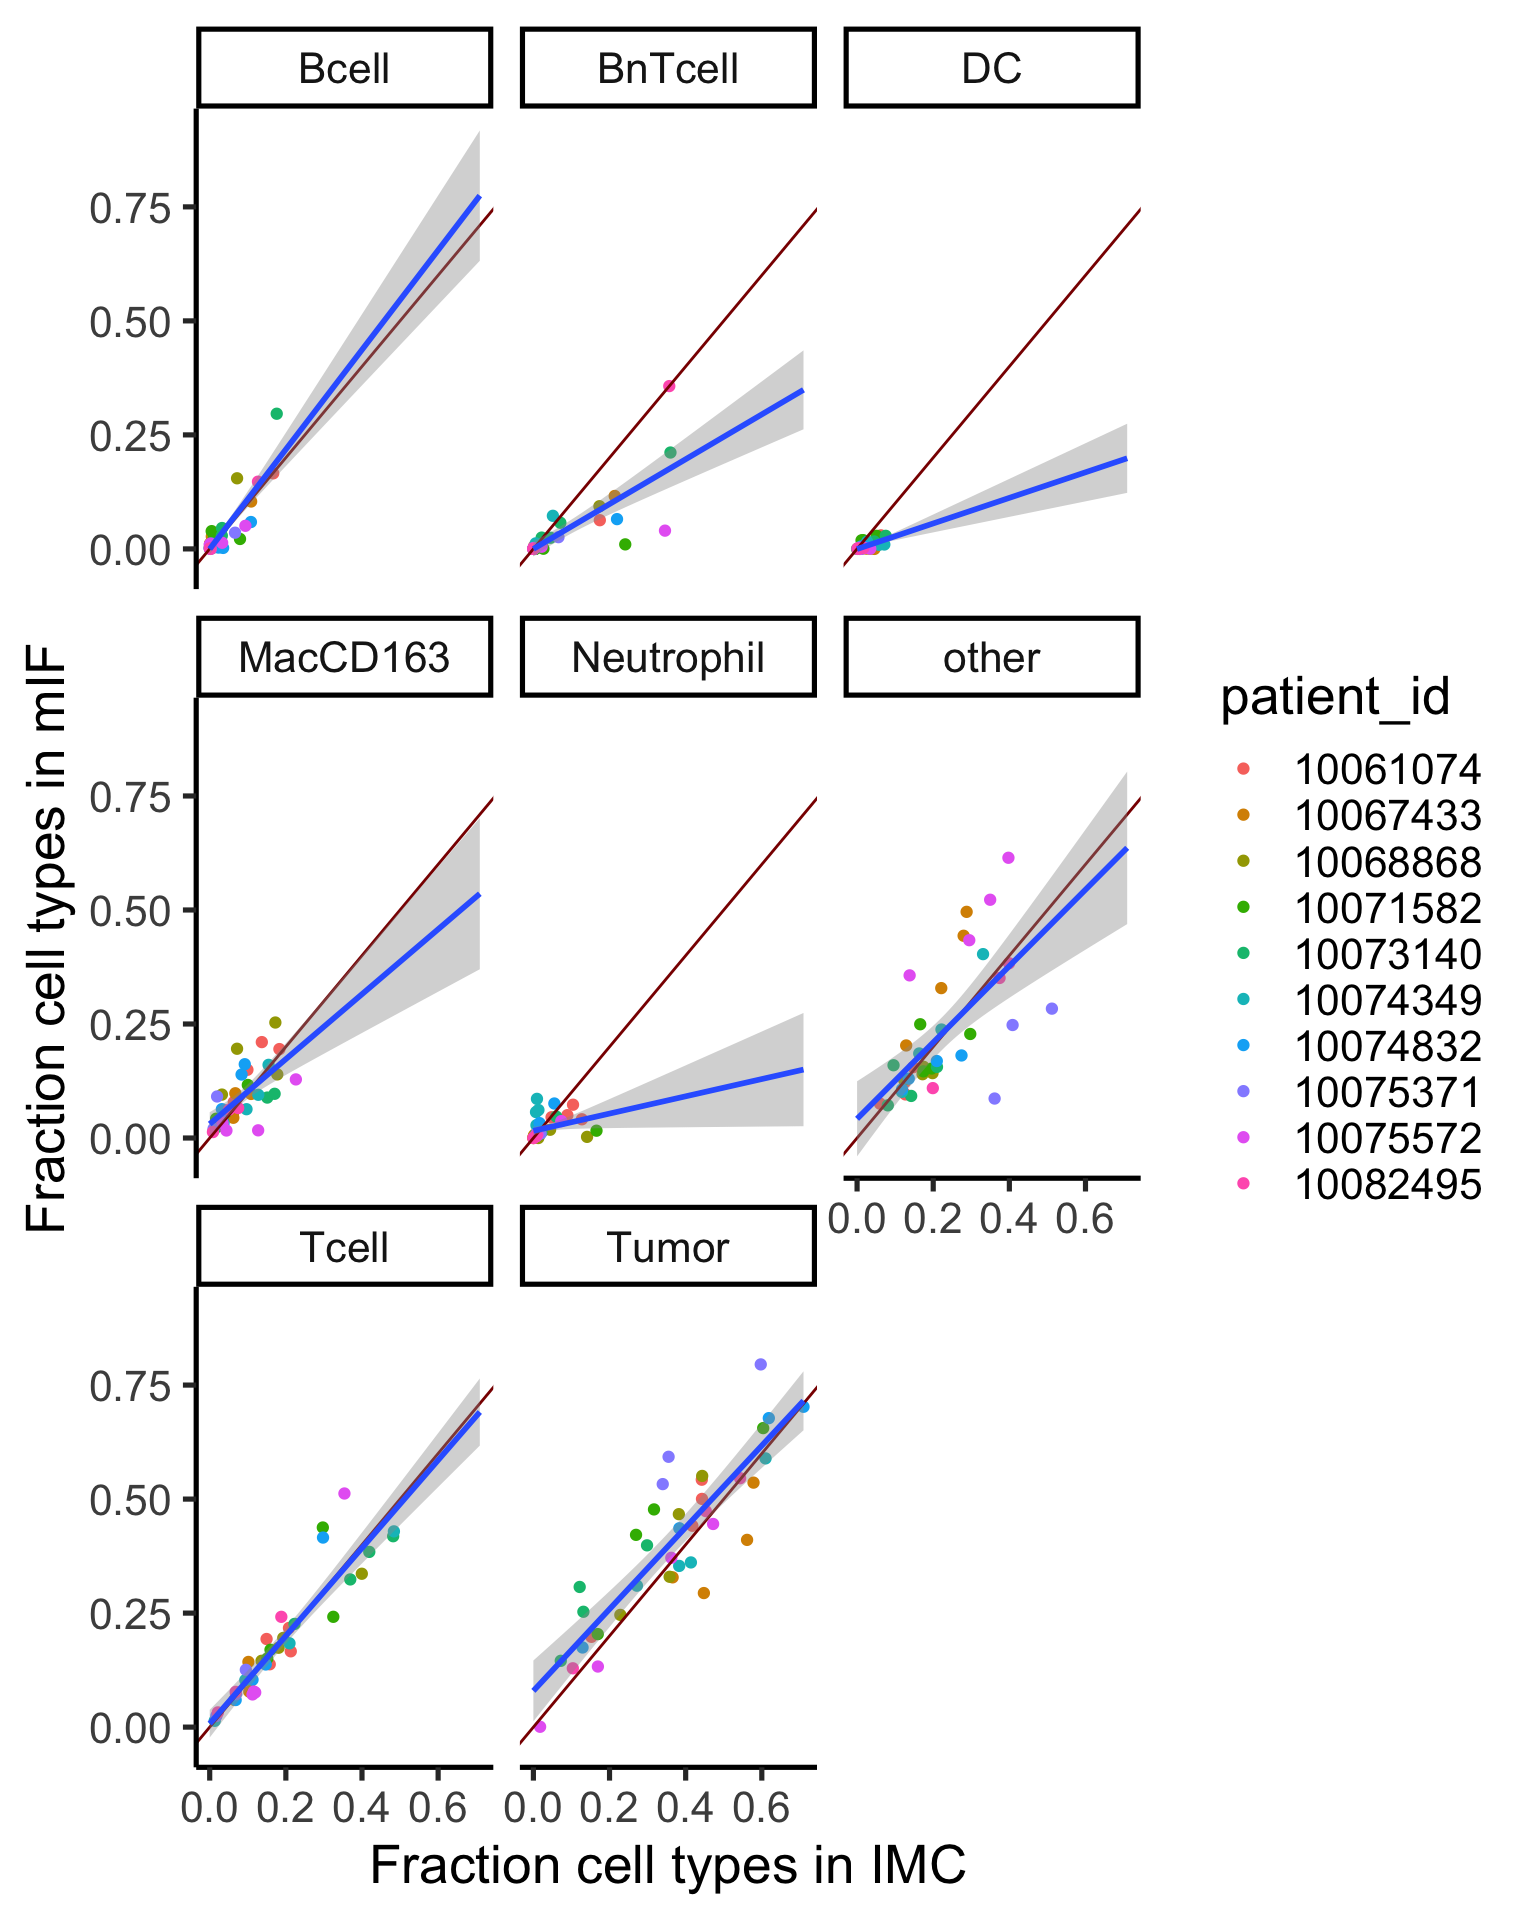 Bcell BnTcell DC
0.75
0.50
0.25
0.00
MacCD163 Neutrophil other
0.75
0.50
0.25
0.00
0.0 0.2 0.4 0.6
Tcell Tumor
0.75
0.50
0.25
0.00
0.0 0.2 0.4 0.6 0.0 0.2 0.4 0.6
Fraction cell types in IMC
Fraction cell types in mIF
patient_id
10061074
10067433
10068868
10071582
10073140
10074349
10074832
10075371
10075572
10082495